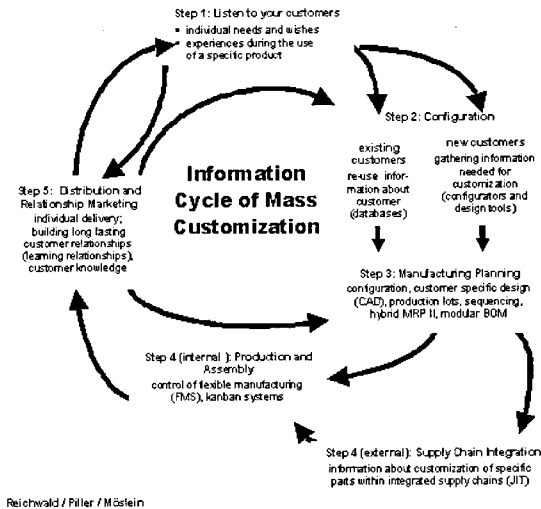 Step 1: Listen to your customers
• individual needs and wishes
• experiences during the use
of a specific product
Step 2: Configuration
existing
customers
re-use infor-
mation about
customer
(databases)
new customers
gathering information
needed for
customization
(configurators and
design tools)
Information
Cycle of Mass
Customization
Step 5: Distribution and
Relationship Marketing
individual delivery;
building long lasting
customer relationships
(learning relationships),
customer knowledge
Step 3: Manufacturing Planning
configuration, customer specific design
(CAD), production lots, sequencing,
hybrid MRP II, modular BOM
Step 4 (internal): Production and
Assembly
control of flexible manufacturing
(FMS), kanban systems
Step 4 (external): Supply Chain Integration
information about customization of specific
parts within integrated supply chains (JIT)
Reichwald / Piller / Möslein